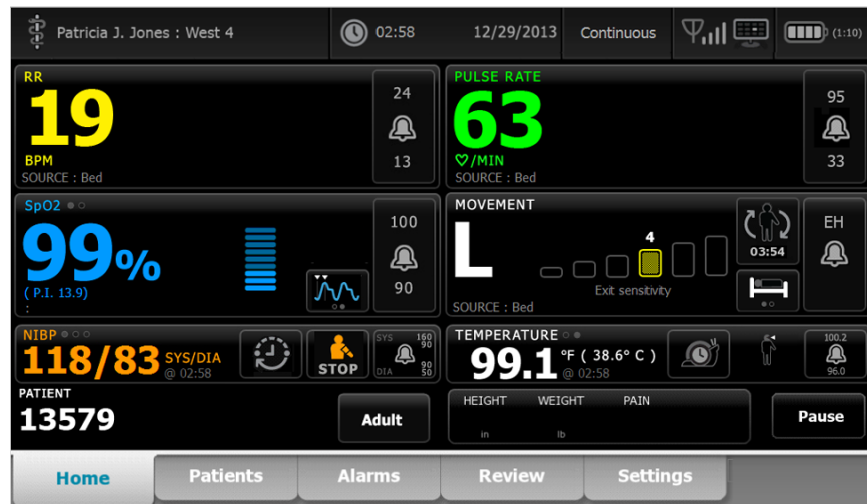 Patricia J. Jones : West 4
02:58
12/29/2013
Continuous
(1:10)
RR
19
BPM
SOURCE : Bed
24
13
PULSE RATE
63
♡/MIN
SOURCE : Bed
95
33
SpO2
99%
( P.I. 13.9)
:
100
90
MOVEMENT
L
4
Exit sensitivity
SOURCE : Bed
03:54
EH
NIBP
118/83 SYS/DIA
@ 02:58
STOP
SYS 160
90
DIA 90
50
TEMPERATURE
99.1 °F ( 38.6° C )
@ 02:58
100.2
96.0
PATIENT
13579
Adult
HEIGHT WEIGHT PAIN
in lb
Pause
Home Patients Alarms Review Settings